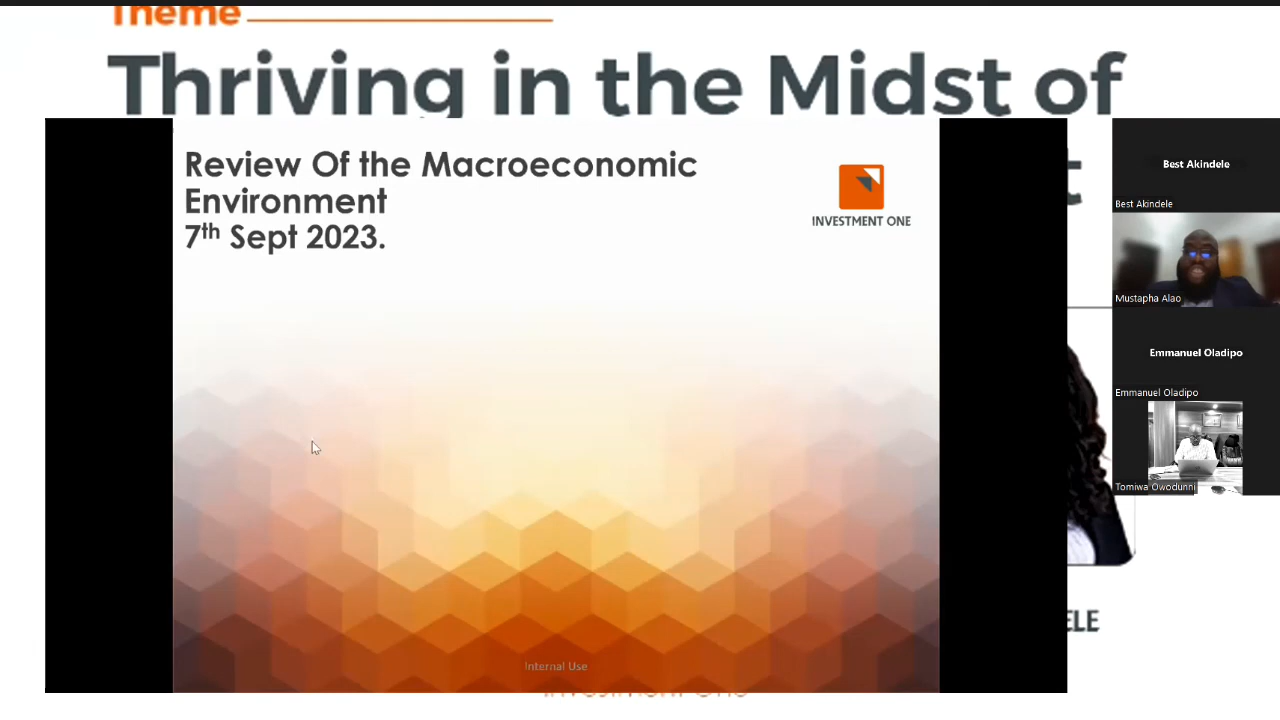 Theme
Thriving in the Midst of
Review Of the Macroeconomic
Environment
7th Sept 2023.
INVESTMENT ONE
Internal Use
ELE
Best Akindele
Best Akindele
Mustapha Alao
Emmanuel Oladipo
Emmanuel Oladipo
Tomiwa Owodunni